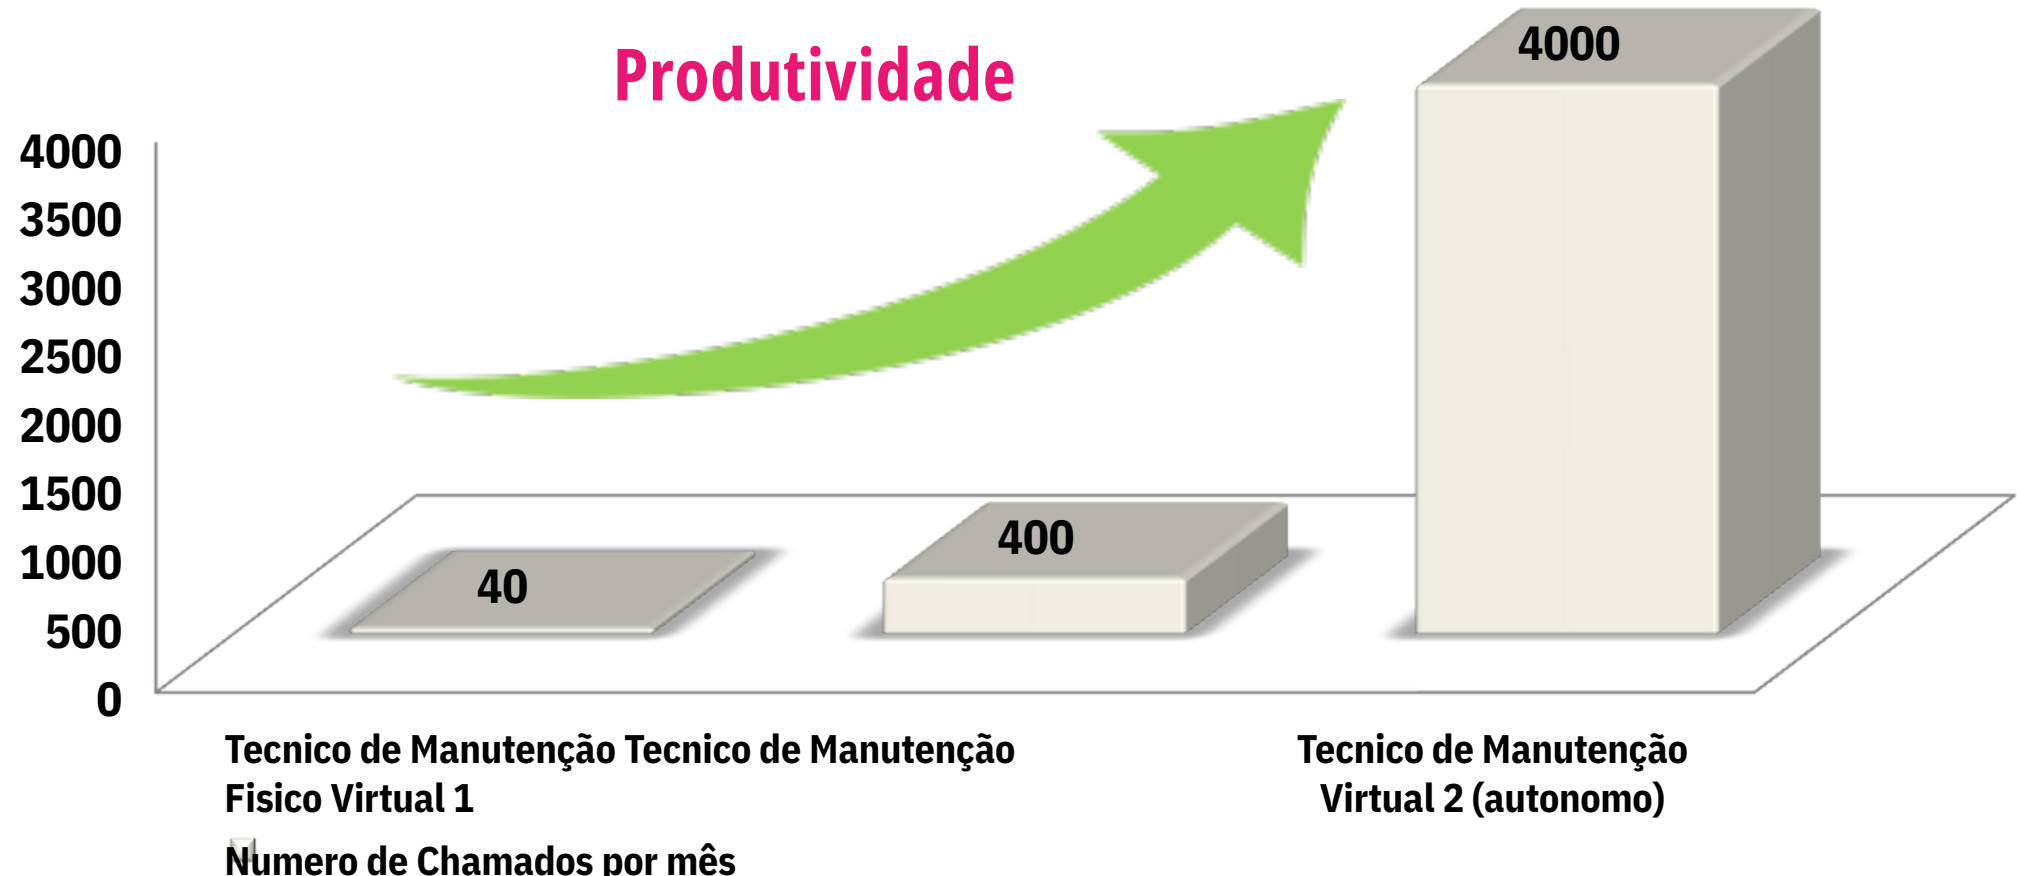 Produtividade
4000
3500
3000
2500
2000
1500
1000
500
0
40
400
4000
Tecnico de Manutenção Tecnico de Manutenção
Fisico Virtual 1
Tecnico de Manutenção
Virtual 2 (autonomo)
Numero de Chamados por mês